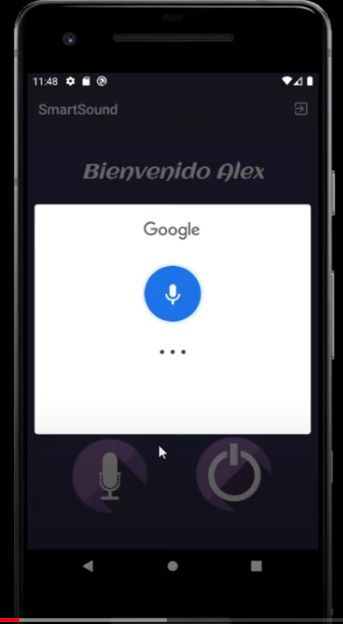 11:48
SmartSound
Bienvenido Alex
Google
...